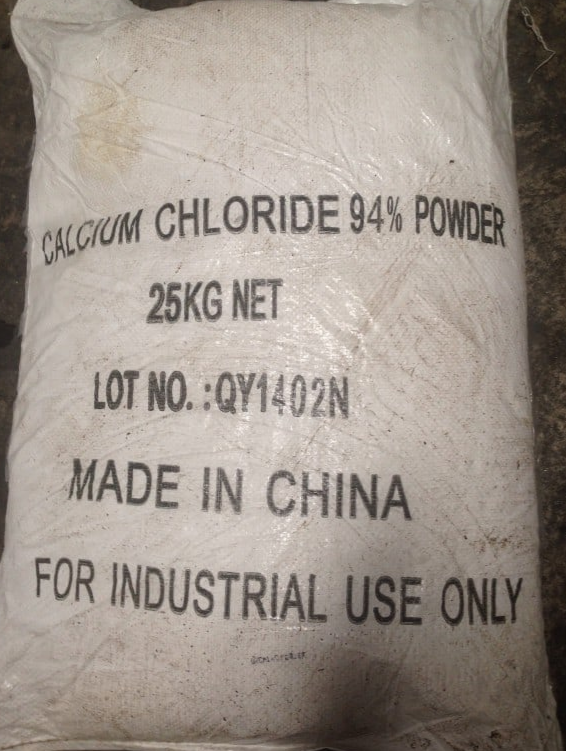 CALCIUM CHLORIDE 94% POWDER
25KG NET
LOT NO. :QY1402N
MADE IN CHINA
FOR INDUSTRIAL USE ONLY